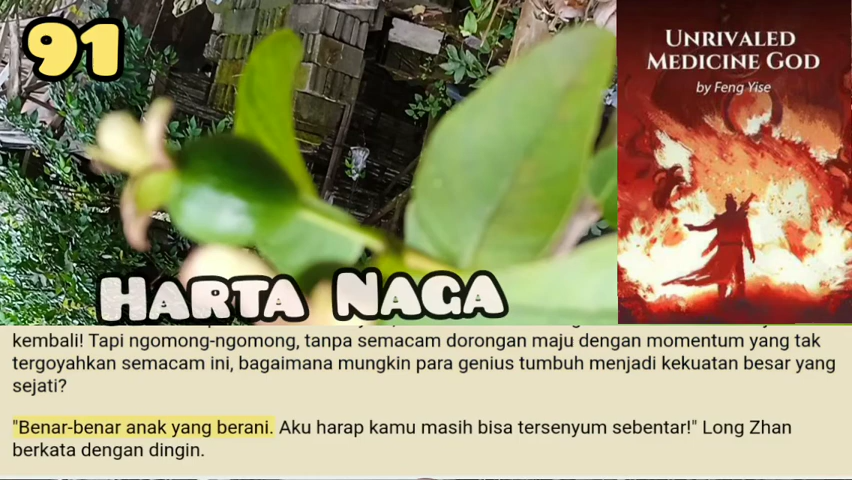 91
UNRIVALED
MEDICINE GOD
by Feng Yise
HARTA NAGA
kembali! Tapi ngomong-ngomong, tanpa semacam dorongan maju dengan momentum yang tak
tergoyahkan semacam ini, bagaimana mungkin para genius tumbuh menjadi kekuatan besar yang
sejati?
"Benar-benar anak yang berani. Aku harap kamu masih bisa tersenyum sebentar!" Long Zhan
berkata dengan dingin.